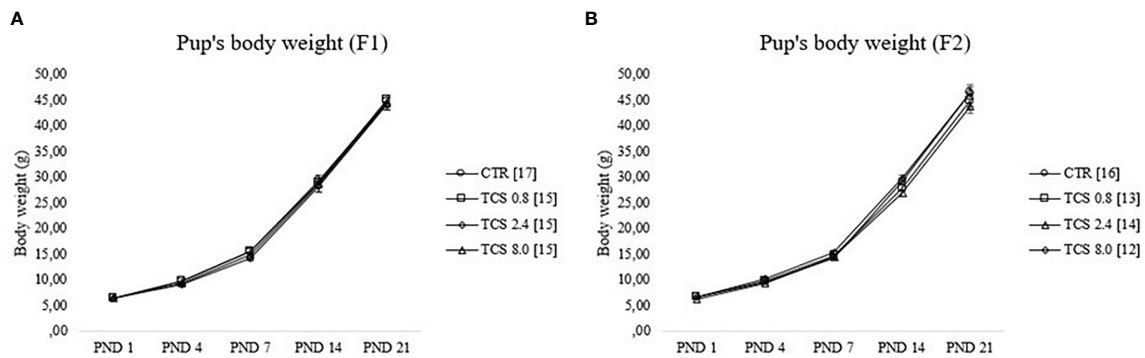 A
Pup's body weight (F1)
Body weight (g)
50,00
45,00
40,00
35,00
30,00
25,00
20,00
15,00
10,00
5,00
,00
PND 1 PND 4 PND 7 PND 14 PND 21
CTR [17]
TCS 0.8 [15]
TCS 2.4 [15]
TCS 8.0 [15]
B
Pup's body weight (F2)
Body weight (g)
50,00
45,00
40,00
35,00
30,00
25,00
20,00
15,00
10,00
5,00
,00
PND 1 PND 4 PND 7 PND 14 PND 21
CTR [16]
TCS 0.8 [13]
TCS 2.4 [14]
TCS 8.0 [12]